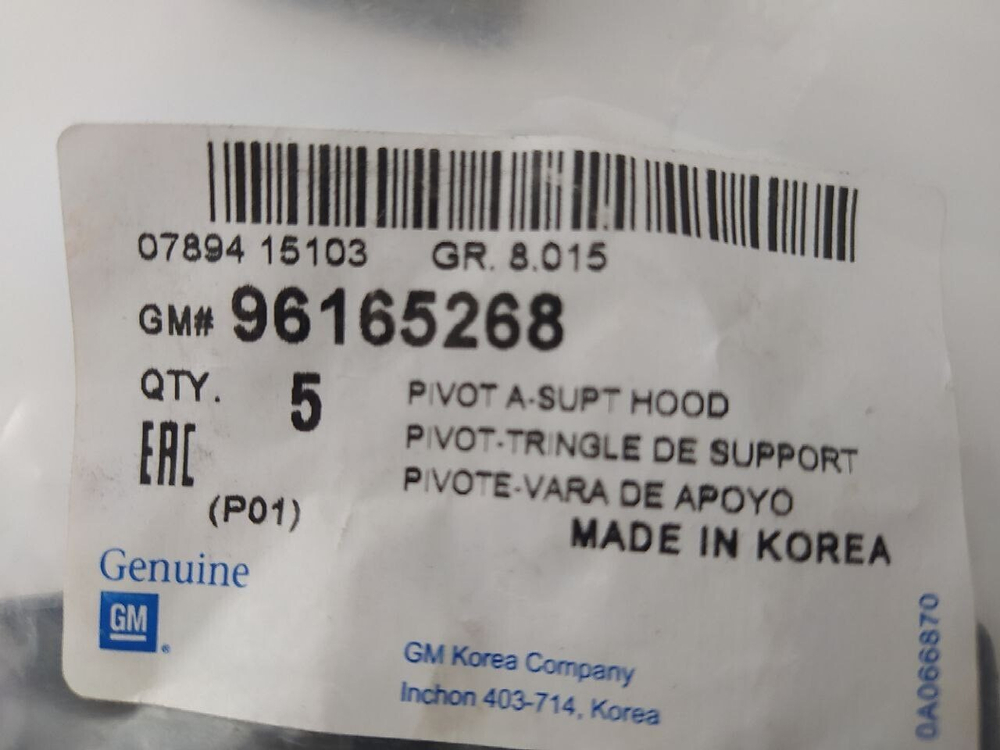 07894 15103 GR. 8.015
GM# 96165268
QTY. 5
PIVOT A-SUPT HOOD
PIVOT-TRINGLE DE SUPPORT
PIVOTE-VARA DE APOYO
EAC
(P01)
MADE IN KOREA
Genuine
GM
®
GM Korea Company
Inchon 403-714, Korea
0A066870